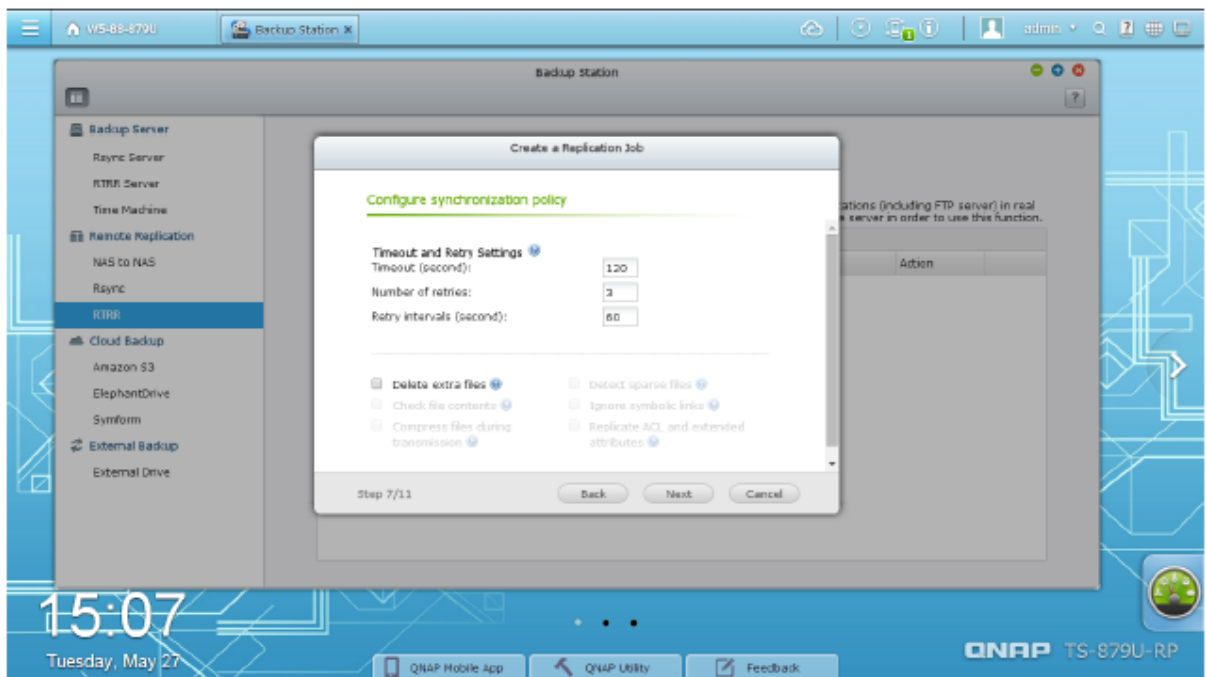 WS-88-879U
Backup Station
1
admin
Backup Station
Backup Server
Rsync Server
RTRR Server
Time Machine
Remote Replication
NAS to NAS
Rsync
RTRR
Cloud Backup
Amazon S3
ElephantDrive
Symform
External Backup
External Drive
ations (including FTP server) in real
e server in order to use this function.
Action
Create a Replication Job
Configure synchronization policy
Timeout and Retry Settings
Timeout (second): 120
Number of retries: 3
Retry intervals (second): 60
Delete extra files Detect sparse files
Check file contents Ignore symbolic links
Compress files during Replicate ACL and extended
transmission attributes
Step 7/11 Back Next Cancel
15:07
Tuesday, May 27
QNAP TS-879U-RP
QNAP Mobile App QNAP Utility Feedback